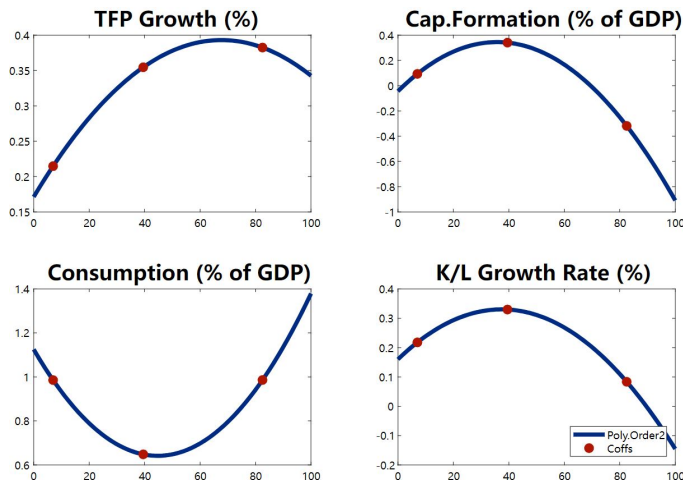 TFP Growth (%)
0.4
0.35
0.3
0.25
0.2
0.15
0 20 40 60 80 100
Cap.Formation (% of GDP)
0.4
0.2
0
-0.2
-0.4
-0.6
-0.8
-1
0 20 40 60 80 100
Consumption (% of GDP)
1.4
1.2
1
0.8
0.6
0 20 40 60 80 100
K/L Growth Rate (%)
0.4
0.3
0.2
0.1
0
-0.1
-0.2
0 20 40 60 80 100
Poly.Order2
Coffs